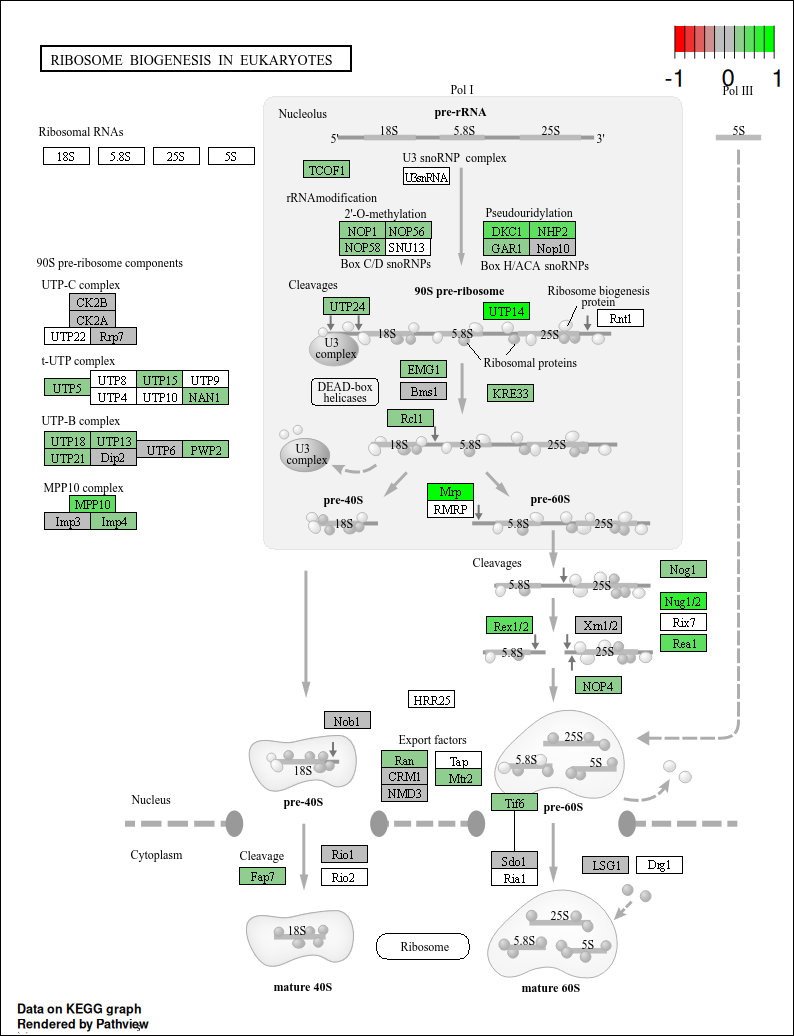 RIBOSOME BIOGENESIS IN EUKARYOTES
-1 0 1
Pol I
Pol III
Nucleolus
pre-rRNA
Ribosomal RNAs
18S 5.8S 25S 5S
5' 18S 5.8S 25S 3'
5S
TCOF1
U3 snoRNP complex
U3snRNA
rRNAmodification
2'-O-methylation
NOP1 NOP56
NOP58 SNU13
Box C/D snoRNPs
Pseudouridylation
DKC1 NHP2
GAR1 Nop10
Box H/ACA snoRNPs
90S pre-ribosome components
UTP-C complex
CK2B
CK2A
UTP22 Rrp7
t-UTP complex
UTP5 UTP8 UTP15 UTP9
UTP4 UTP10 NAN1
UTP-B complex
UTP18 UTP13
UTP21 Dip2
UTP6 PWP2
MPP10 complex
MPP10
Imp3 Imp4
Cleavages
90S pre-ribosome
Ribosome biogenesis
protein
UTP24
UTP14
Rnt1
18S 5.8S 25S
U3
complex
Ribosomal proteins
EMG1
Bms1
DEAD-box
helicases
KRE33
Rcl1
18S 5.8S 25S
U3
complex
pre-40S
Mrp
RMRP
pre-60S
18S
5.8S 25S
Cleavages
Nog1
5.8S 25S
Nug1/2
Rex1/2
Xrn1/2
Rix7
Rea1
5.8S
25S
NOP4
HRR25
Nob1
Export factors
Ran Tap
CRM1 Mtr2
NMD3
18S
25S
5.8S 5S
Nucleus
pre-40S
Tif6
pre-60S
Cytoplasm
Cleavage
Fap7
Rio1
Rio2
Sdo1
Ria1
LSG1 Drg1
18S
25S
5.8S 5S
Ribosome
mature 40S
mature 60S
Data on KEGG graph
Rendered by Pathview